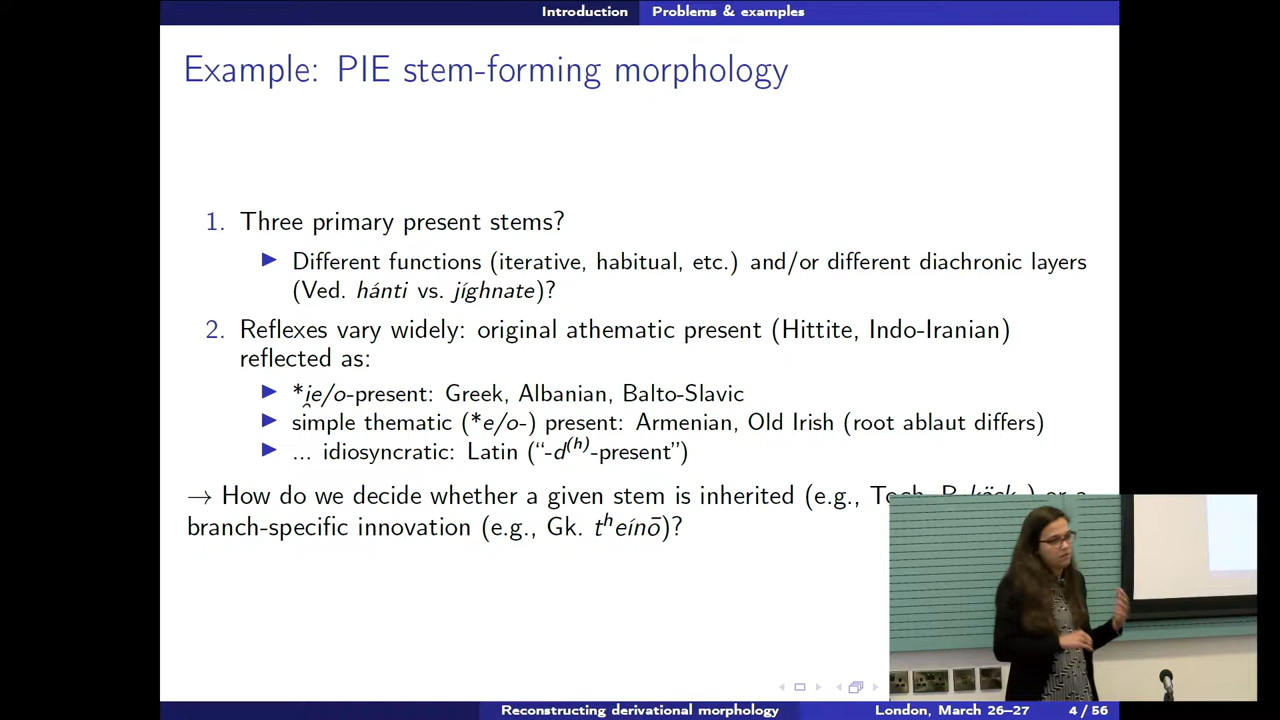 Introduction Problems & examples
Example: PIE stem-forming morphology
1. Three primary present stems?
Different functions (iterative, habitual, etc.) and/or different diachronic layers
(Ved. hánti vs. jíghnate)?
2. Reflexes vary widely: original athematic present (Hittite, Indo-Iranian)
reflected as:
*i̯e/o-present: Greek, Albanian, Balto-Slavic
simple thematic (*e/o-) present: Armenian, Old Irish (root ablaut differs)
... idiosyncratic: Latin (“-d⁽ʰ⁾-present”)
→ How do we decide whether a given stem is inherited (e.g., or a
branch-specific innovation (e.g., Gk. tʰeínō)?
Reconstructing derivational morphology London, March 26–27 4 / 56